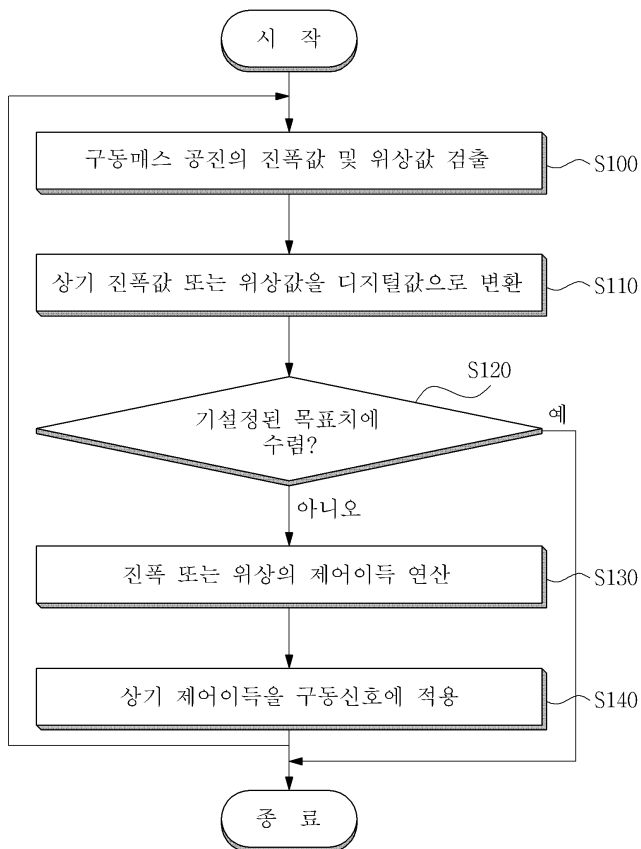 시 작
구동매스 공진의 진폭값 및 위상값 검출
S100
상기 진폭값 또는 위상값을 디지털값으로 변환
S110
S120
기설정된 목표치에
수렴?
예
아니오
진폭 또는 위상의 제어이득 연산
S130
상기 제어이득을 구동신호에 적용
S140
종 료